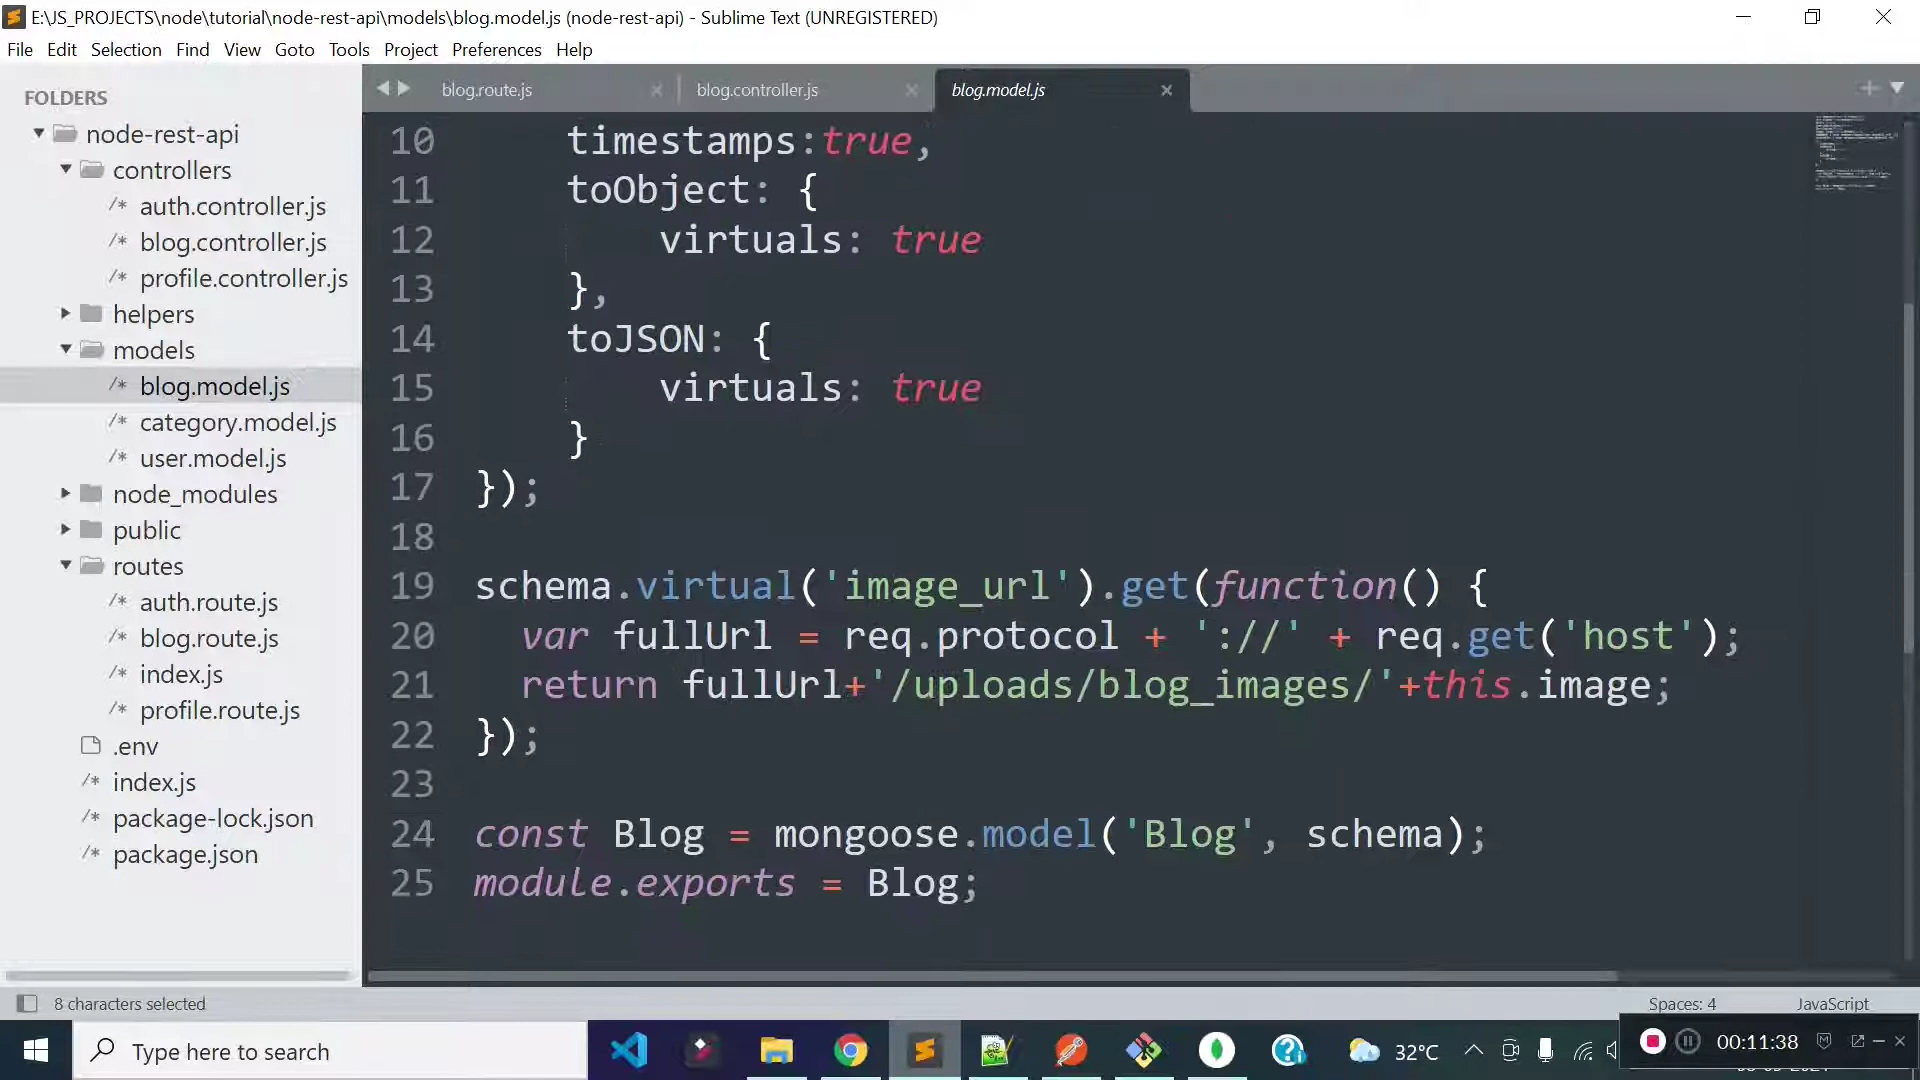 E:\JS_PROJECTS\node\tutorial\node-rest-api\models\blog.model.js (node-rest-api) - Sublime Text (UNREGISTERED)
File Edit Selection Find View Goto Tools Project Preferences Help
FOLDERS
node-rest-api
controllers
/* auth.controller.js
/* blog.controller.js
/* profile.controller.js
helpers
models
/* blog.model.js
/* category.model.js
/* user.model.js
node_modules
public
routes
/* auth.route.js
/* blog.route.js
/* index.js
/* profile.route.js
.env
/* index.js
/* package-lock.json
/* package.json
blog.route.js blog.controller.js blog.model.js
10 timestamps:true,
11 toObject: {
12 virtuals: true
13 },
14 toJSON: {
15 virtuals: true
16 }
17 });
18
19 schema.virtual('image_url').get(function() {
20 var fullUrl = req.protocol + '://' + req.get('host');
21 return fullUrl+'/uploads/blog_images/'+this.image;
22 });
23
24 const Blog = mongoose.model('Blog', schema);
25 module.exports = Blog;
8 characters selected Spaces: 4 JavaScript
Type here to search 32°C 00:11:38